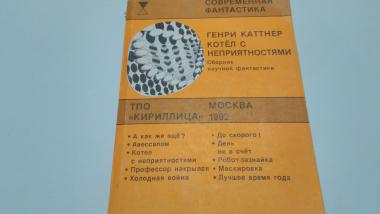 СОВРЕМЕННАЯ
ФАНТАСТИКА
ГЕНРИ КАТТНЕР
КОТЁЛ С
НЕПРИЯТНОСТЯМИ
Сборник
научной фантастики
ТПО
«КИРИЛЛИЦА»
МОСКВА
1992
• А как же ещё?
• Авессалом
• Котел
с неприятностями
• Профессор накрылся
• Холодная война
• До скорого!
• День
не в счёт
• Робот-зазнайка
• Маскировка
• Лучшее время года